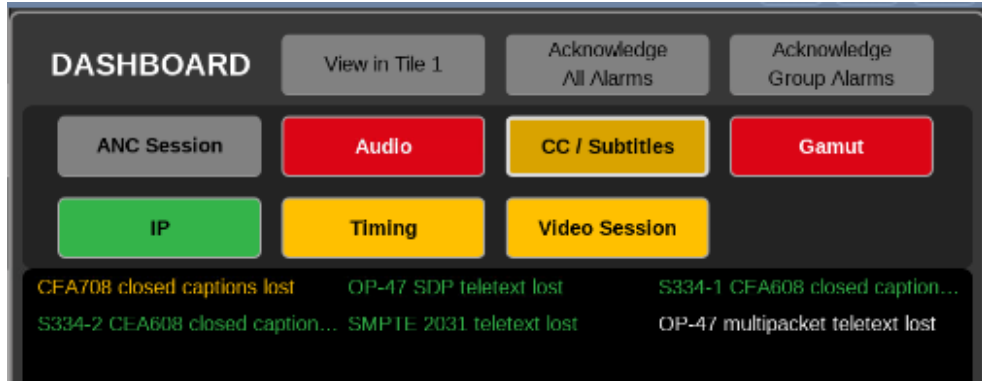 DASHBOARD
View in Tile 1
Acknowledge
All Alarms
Acknowledge
Group Alarms
ANC Session
Audio
CC / Subtitles
Gamut
IP
Timing
Video Session
CEA708 closed captions lost
OP-47 SDP teletext lost
S334-1 CEA608 closed caption...
S334-2 CEA608 closed caption...
SMPTE 2031 teletext lost
OP-47 multipacket teletext lost